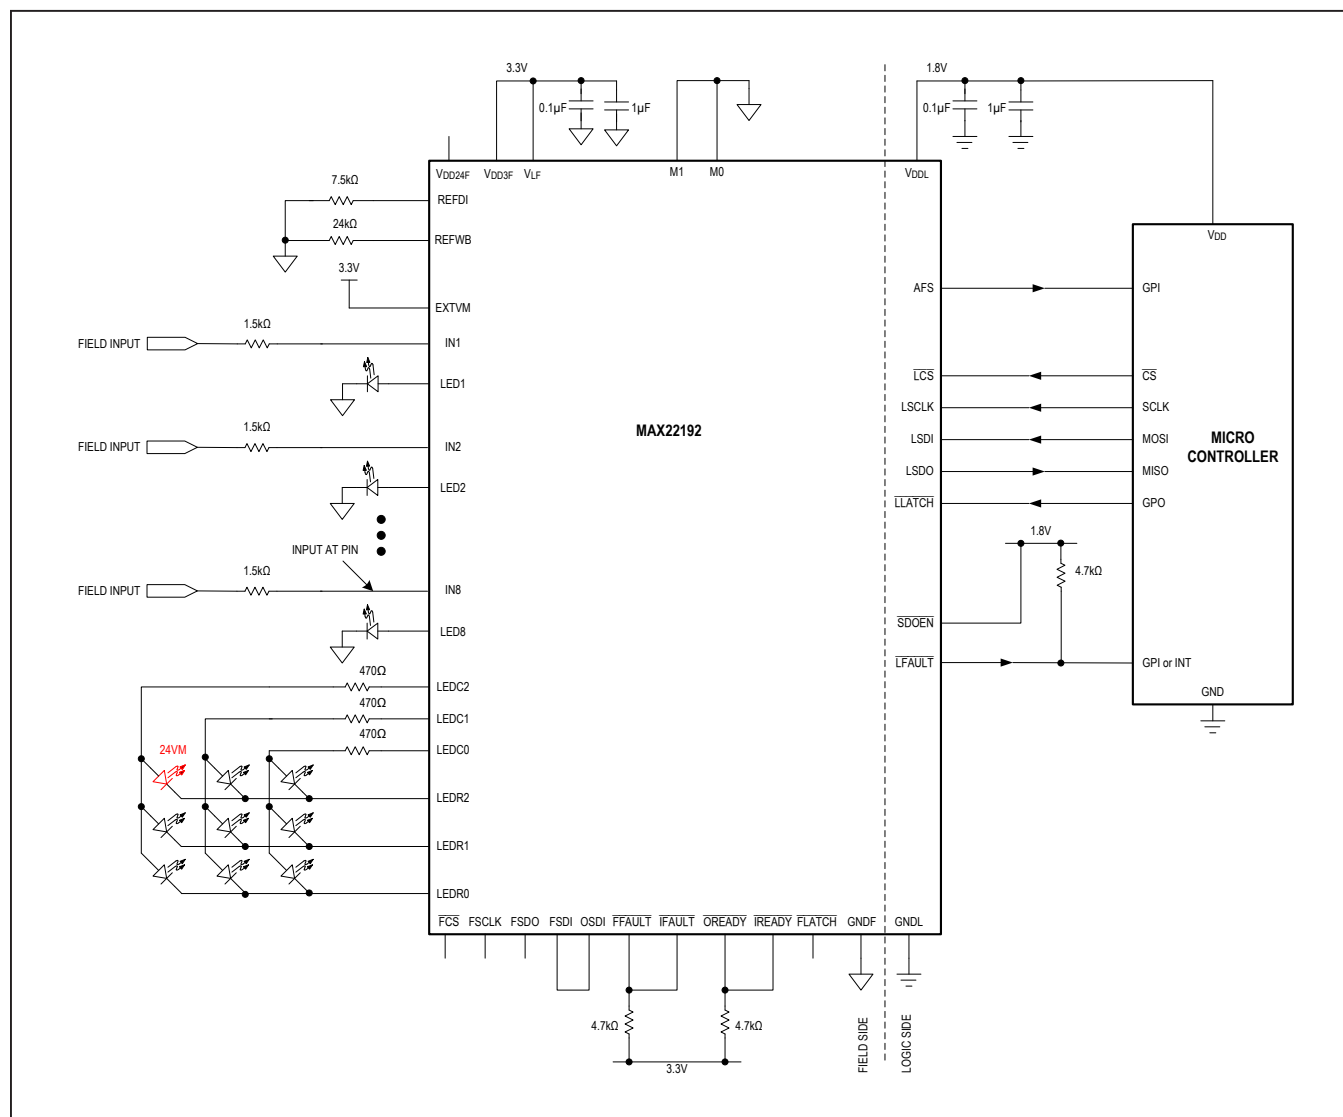 3.3V
1.8V
0.1µF
1µF
0.1µF
1µF
VDD24F
VDD3F
VLF
M1
M0
VDDL
7.5kΩ
REFDI
24kΩ
REFWB
VDD
3.3V
EXTVM
AFS
GPI
1.5kΩ
FIELD INPUT
IN1
LED1
LCS
CS
LSCLK
SCLK
1.5kΩ
FIELD INPUT
IN2
MAX22192
LSDI
MOSI
MICRO
CONTROLLER
LSDO
MISO
LED2
LLATCH
GPO
1.8V
INPUT AT PIN
4.7kΩ
1.5kΩ
FIELD INPUT
IN8
LED8
SDOEN
LFAULT
GPI or INT
GND
470Ω
LEDC2
470Ω
LEDC1
470Ω
LEDC0
24VM
LEDR2
LEDR1
LEDR0
FCS
FSCLK
FSDO
FSDI
OSDI
FFAULT
IFAULT
OREADY
IREADY
FLATCH
GNDF
GNDL
4.7kΩ
4.7kΩ
3.3V
FIELD SIDE
LOGIC SIDE